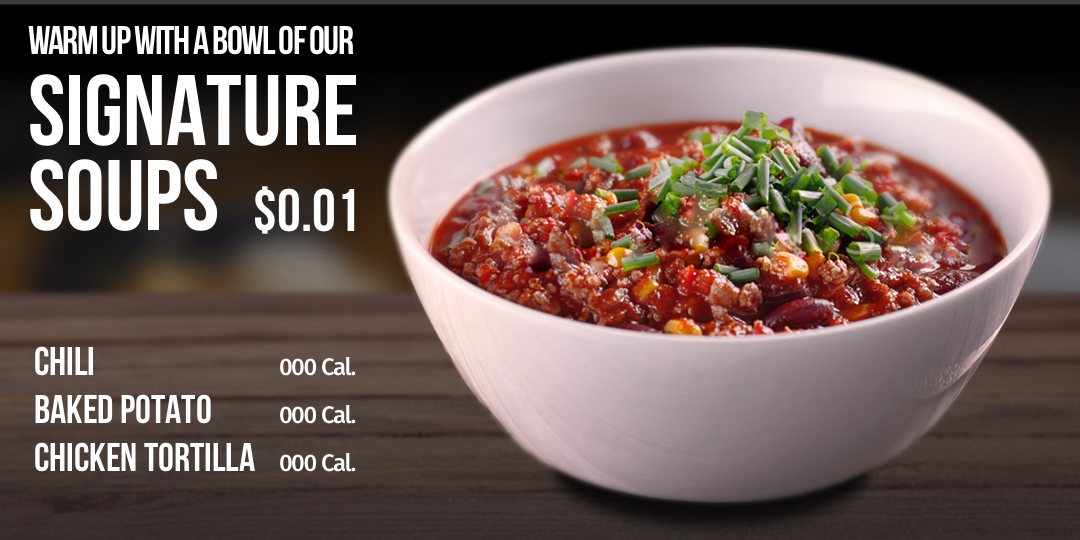 WARM UP WITH A BOWL OF OUR
SIGNATURE
SOUPS $0.01
CHILI 000 Cal.
BAKED POTATO 000 Cal.
CHICKEN TORTILLA 000 Cal.